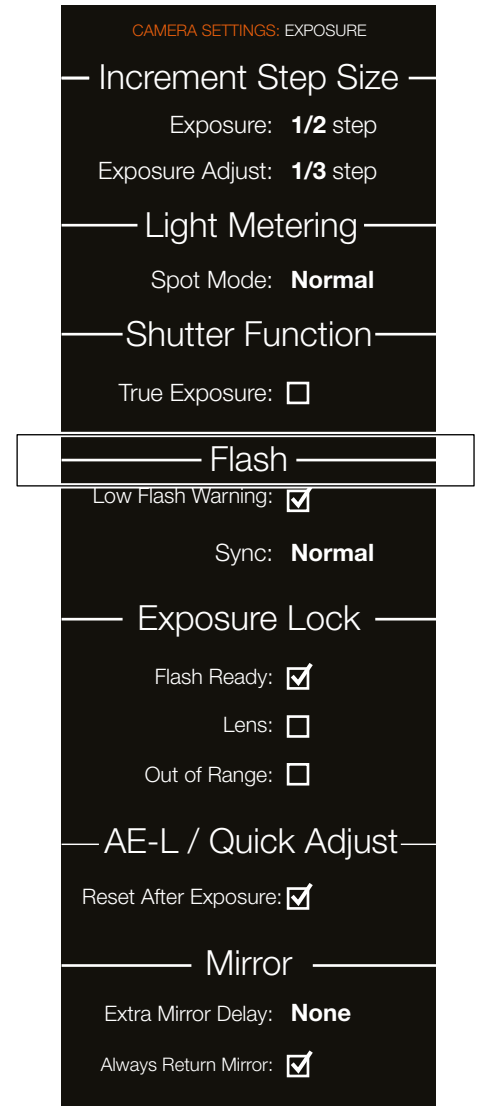 CAMERA SETTINGS: EXPOSURE
Increment Step Size
Exposure: 1/2 step
Exposure Adjust: 1/3 step
Light Metering
Spot Mode: Normal
Shutter Function
True Exposure:
Flash
Low Flash Warning:
Sync: Normal
Exposure Lock
Flash Ready:
Lens:
Out of Range:
AE-L / Quick Adjust
Reset After Exposure:
Mirror
Extra Mirror Delay: None
Always Return Mirror: